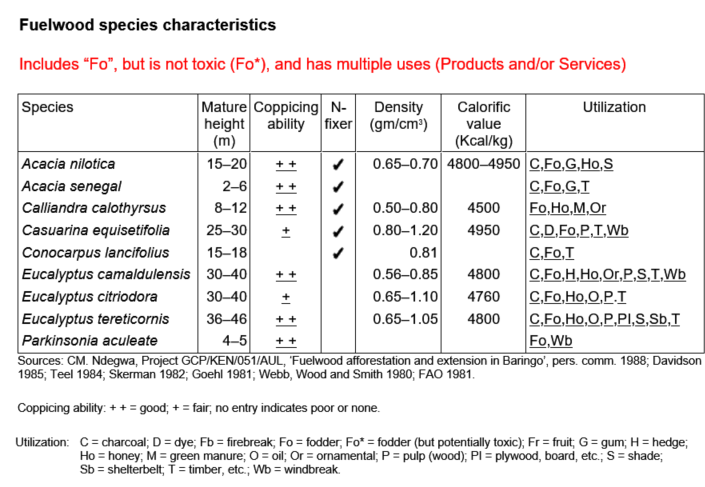 Fuelwood species characteristics
Includes “Fo”, but is not toxic (Fo*), and has multiple uses (Products and/or Services)
Species Mature height (m) Coppicing ability N-fixer Density (gm/cm³) Calorific value (Kcal/kg) Utilization
Acacia nilotica 15–20 + + ✓ 0.65–0.70 4800–4950 C,Fo,G,Ho,S
Acacia senegal 2–6 + + ✓ C,Fo,G,T
Calliandra calothyrsus 8–12 + + ✓ 0.50–0.80 4500 Fo,Ho,M,Or
Casuarina equisetifolia 25–30 + ✓ 0.80–1.20 4950 C,D,Fo,P,T,Wb
Conocarpus lancifolius 15–18 ✓ 0.81 C,Fo,T
Eucalyptus camaldulensis 30–40 + + 0.56–0.85 4800 C,Fo,H,Ho,Or,P,S,T,Wb
Eucalyptus citriodora 30–40 + 0.65–1.10 4760 C,Fo,Ho,O,P.T
Eucalyptus tereticornis 36–46 + + 0.65–1.05 4800 C,Fo,Ho,O,P,Pl,S,Sb,T
Parkinsonia aculeate 4–5 + + Fo,Wb
Sources: CM. Ndegwa, Project GCP/KEN/051/AUL, 'Fuelwood afforestation and extension in Baringo', pers. comm. 1988; Davidson
1985; Teel 1984; Skerman 1982; Goehl 1981; Webb, Wood and Smith 1980; FAO 1981.
Coppicing ability: + + = good; + = fair; no entry indicates poor or none.
Utilization: C = charcoal; D = dye; Fb = firebreak; Fo = fodder; Fo* = fodder (but potentially toxic); Fr = fruit; G = gum; H = hedge;
Ho = honey; M = green manure; O = oil; Or = ornamental; P = pulp (wood); Pl = plywood, board, etc.; S = shade;
Sb = shelterbelt; T = timber, etc.; Wb = windbreak.